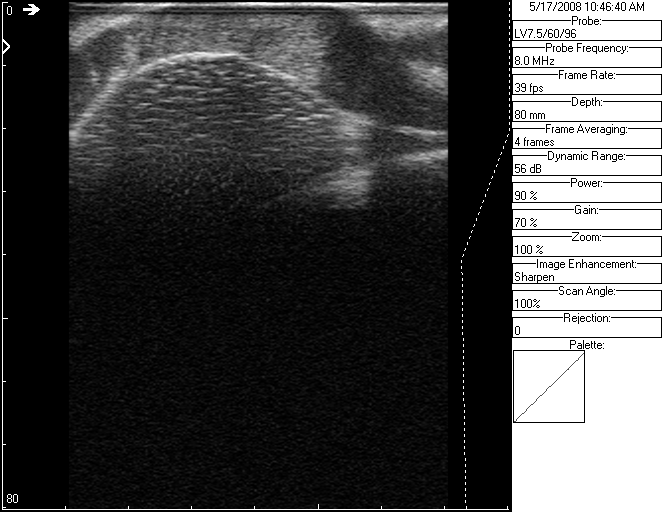 0
80
5/17/2008 10:46:40 AM
Probe:
LV7.5/60/96
Probe Frequency:
8.0 MHz
Frame Rate:
39 fps
Depth:
80 mm
Frame Averaging:
4 frames
Dynamic Range:
56 dB
Power:
90 %
Gain:
70 %
Zoom:
100 %
Image Enhancement:
Sharpen
Scan Angle:
100%
Rejection:
0
Palette: